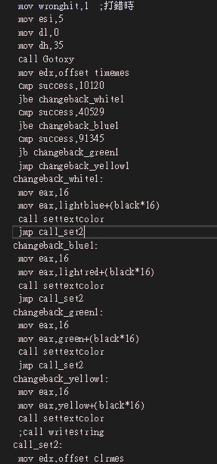 mov wronghit,1  ;打錯時
mov esi,5
mov dl,0
mov dh,35
call Gotoxy
mov edx,offset timemes
cmp success,10120
jbe changeback_white1
cmp success,40529
jbe changeback_blue1
cmp success,91345
jb changeback_green1
jmp changeback_yellow1
changeback_white1:
mov eax,16
mov eax,lightblue+(black*16)
call settextcolor
jmp call_set2
changeback_blue1:
mov eax,16
mov eax,lightred+(black*16)
call settextcolor
jmp call_set2
changeback_green1:
mov eax,16
mov eax,green+(black*16)
call settextcolor
jmp call_set2
changeback_yellow1:
mov eax,16
mov eax,yellow+(black*16)
call settextcolor
;call writestring
call_set2:
mov edx,offset clrmes